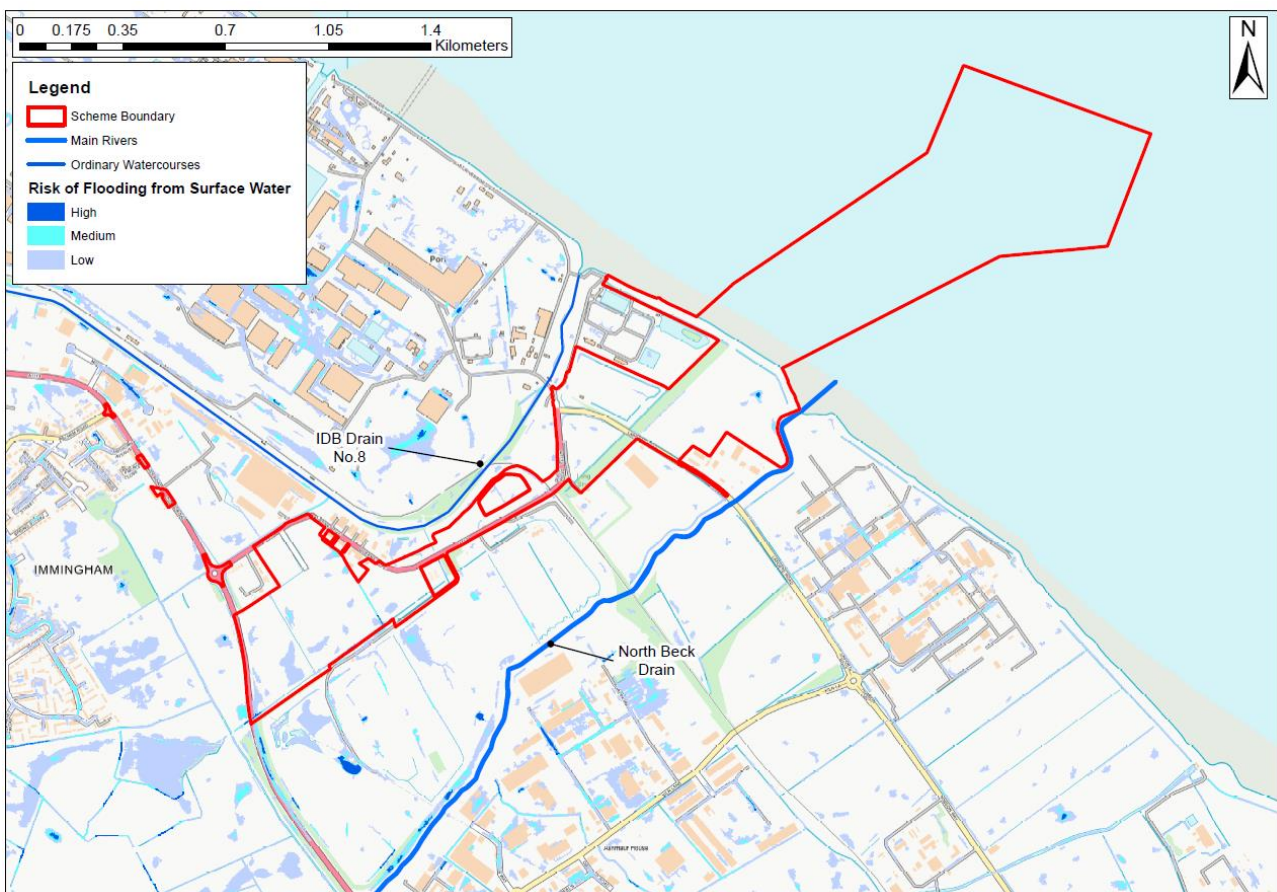 0 0.175 0.35 0.7 1.05 1.4
Kilometers
N
Legend
Scheme Boundary
Main Rivers
Ordinary Watercourses
Risk of Flooding from Surface Water
High
Medium
Low
Port
IDB Drain
No.8
IMMINGHAM
North Beck
Drain